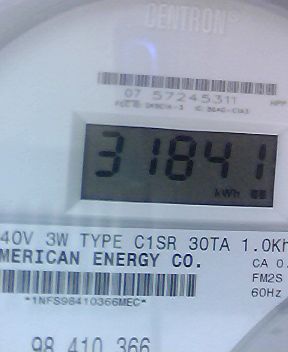 CENTRON®
07 57245311
31841
kWh
40V 3W TYPE C1SR 30TA 1.0Kh
MERICAN ENERGY CO.
CA 0.
FM2S
60Hz
*1NFS98410366MEC*
98 410 366